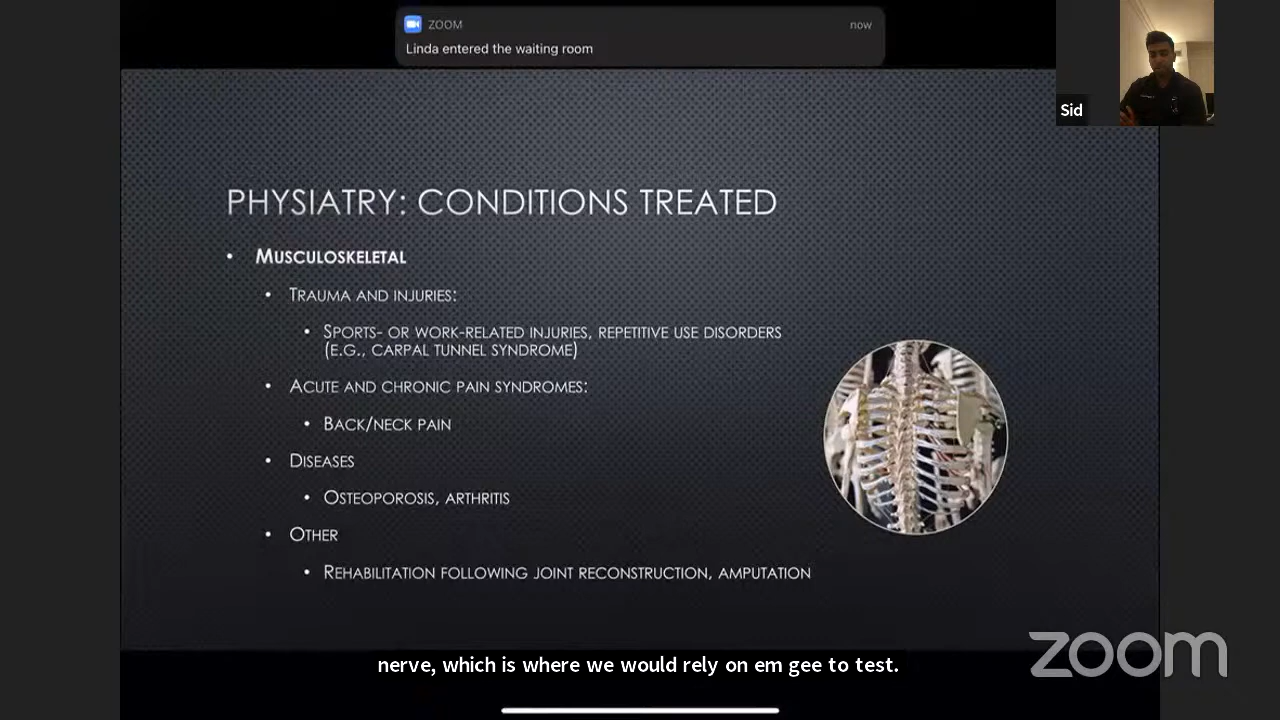 ZOOM
now
Linda entered the waiting room
Sid
PHYSIATRY: CONDITIONS TREATED
• MUSCULOSKELETAL
• TRAUMA AND INJURIES:
• SPORTS- OR WORK-RELATED INJURIES, REPETITIVE USE DISORDERS
(E.G., CARPAL TUNNEL SYNDROME)
• ACUTE AND CHRONIC PAIN SYNDROMES:
• BACK/NECK PAIN
• DISEASES
• OSTEOPOROSIS, ARTHRITIS
• OTHER
• REHABILITATION FOLLOWING JOINT RECONSTRUCTION, AMPUTATION
zoom
nerve, which is where we would rely on em gee to test.